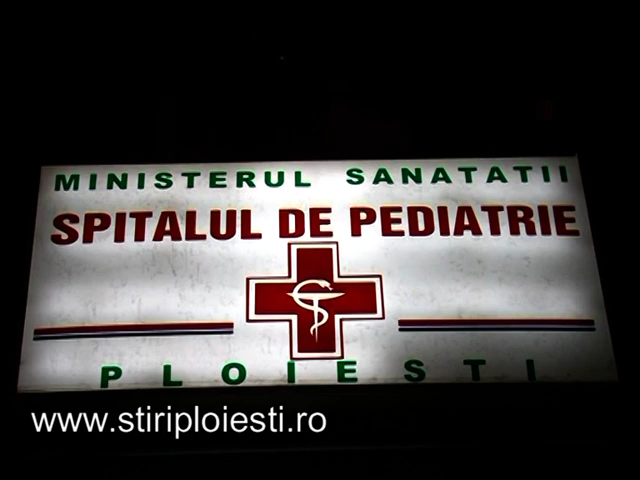 MINISTERUL SANATATII
SPITALUL DE PEDIATRIE
PLOIESTI
www.stiriploiesti.ro